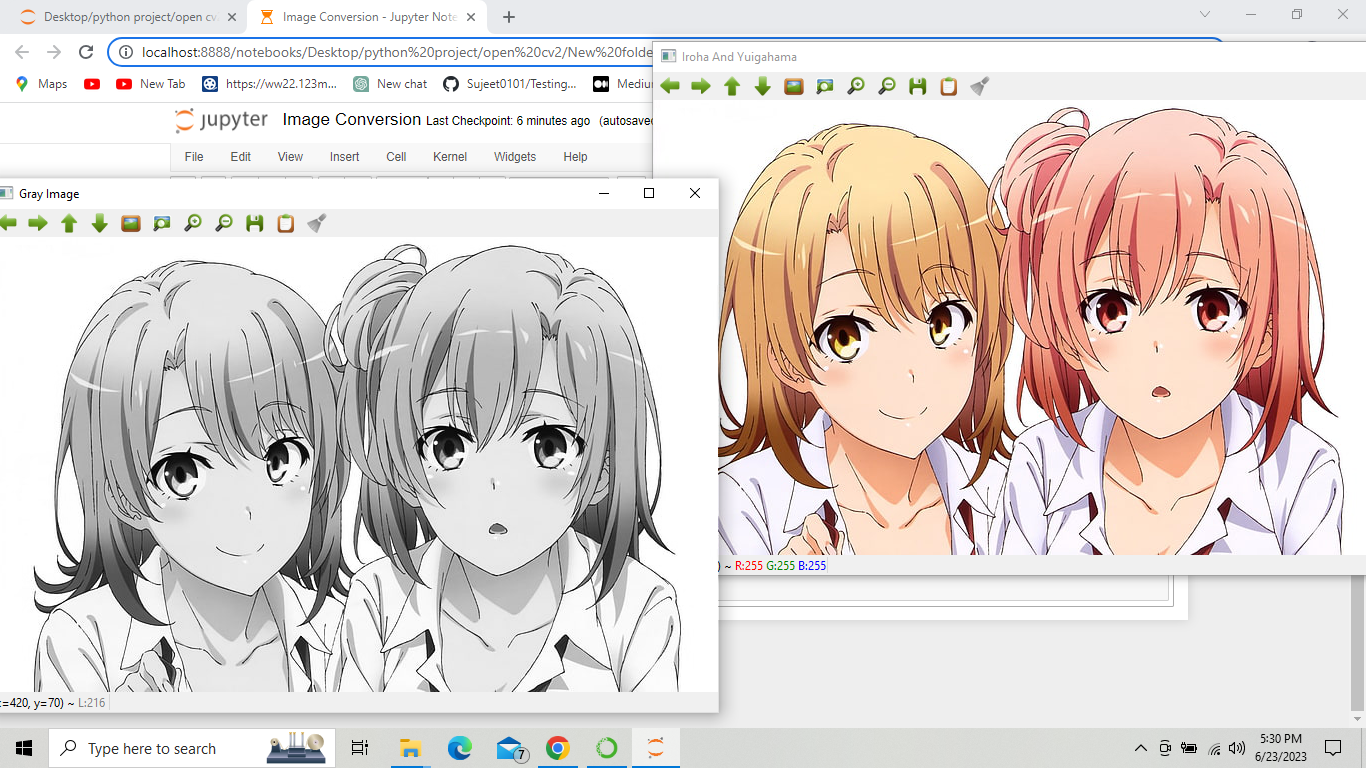 Desktop/python project/open cv
Image Conversion - Jupyter Note
localhost:8888/notebooks/Desktop/python%20project/open%20cv2/New%20folde
Maps
New Tab
https://ww22.123m...
New chat
Sujeet0101/Testing...
Mediu
Iroha And Yuigahama
jupyter Image Conversion Last Checkpoint: 6 minutes ago (autosaved
File Edit View Insert Cell Kernel Widgets Help
Gray Image
) ~ R:255 G:255 B:255
=420, y=70) ~ L:216
Type here to search
7
5:30 PM
6/23/2023